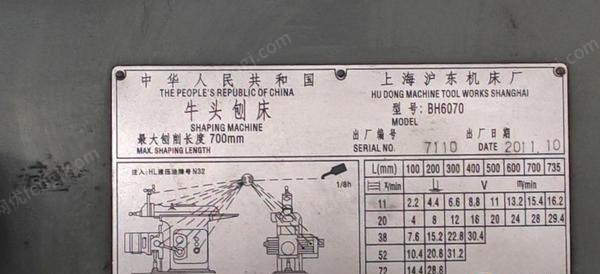 中华人民共和国
THE PEOPLE'S REPUBLIC OF CHINA
牛头刨床
SHAPING MACHINE
最大刨削长度 700mm
MAX. SHAPING LENGTH
上海沪东机床厂
HU DONG MACHINE TOOL WORKS SHANGHAI
型号: BH6070
MODEL
出厂编号 出厂日期
SERIAL NO. 7110 DATE 2011.10
注入:HL液压油牌号N32
1/8h
L(mm) 100 200 300 400 500 600 700 735
x/min V m/min
11 2.2 4.4 6.6 8.8 11 13.2 15.4 16.2
20 4 8 12 16 20 24 28 29.4
38 7.6 15.2 22.8 30.4
52 10.4 20.8 31.2
72 14.4 28.8